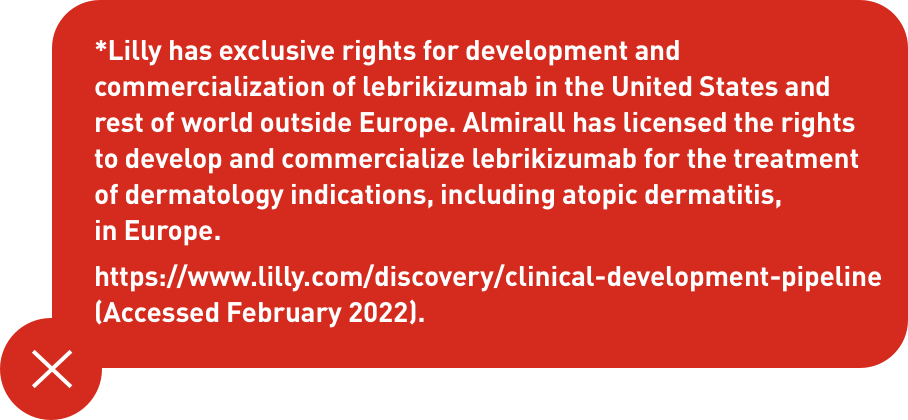 *Lilly has exclusive rights for development and
commercialization of lebrikizumab in the United States and
rest of world outside Europe. Almirall has licensed the rights
to develop and commercialize lebrikizumab for the treatment
of dermatology indications, including atopic dermatitis,
in Europe.
https://www.lilly.com/discovery/clinical-development-pipeline
(Accessed February 2022).